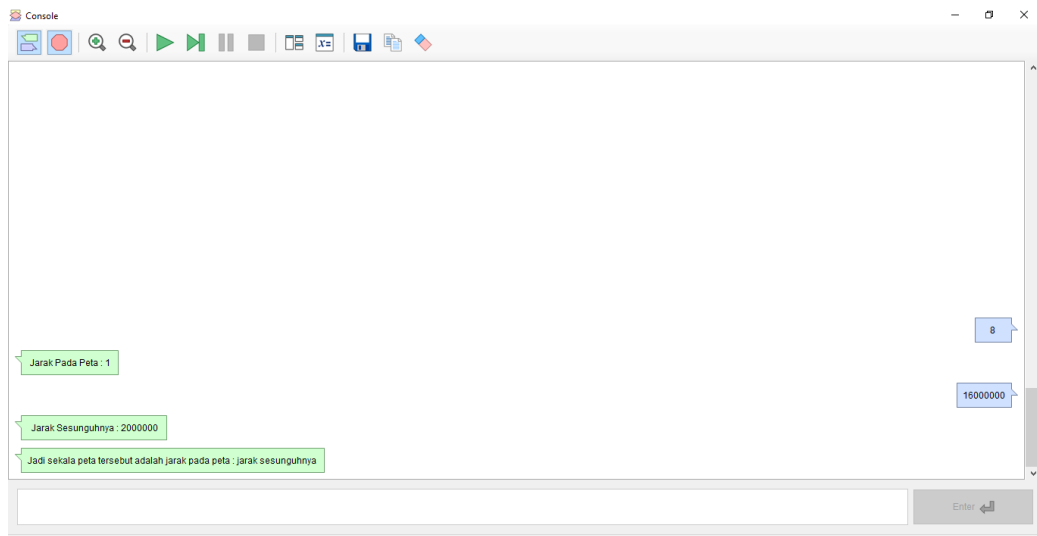 Console
x=
8
Jarak Pada Peta : 1
16000000
Jarak Sesunguhnya : 2000000
Jadi sekala peta tersebut adalah jarak pada peta : jarak sesunguhnya
Enter